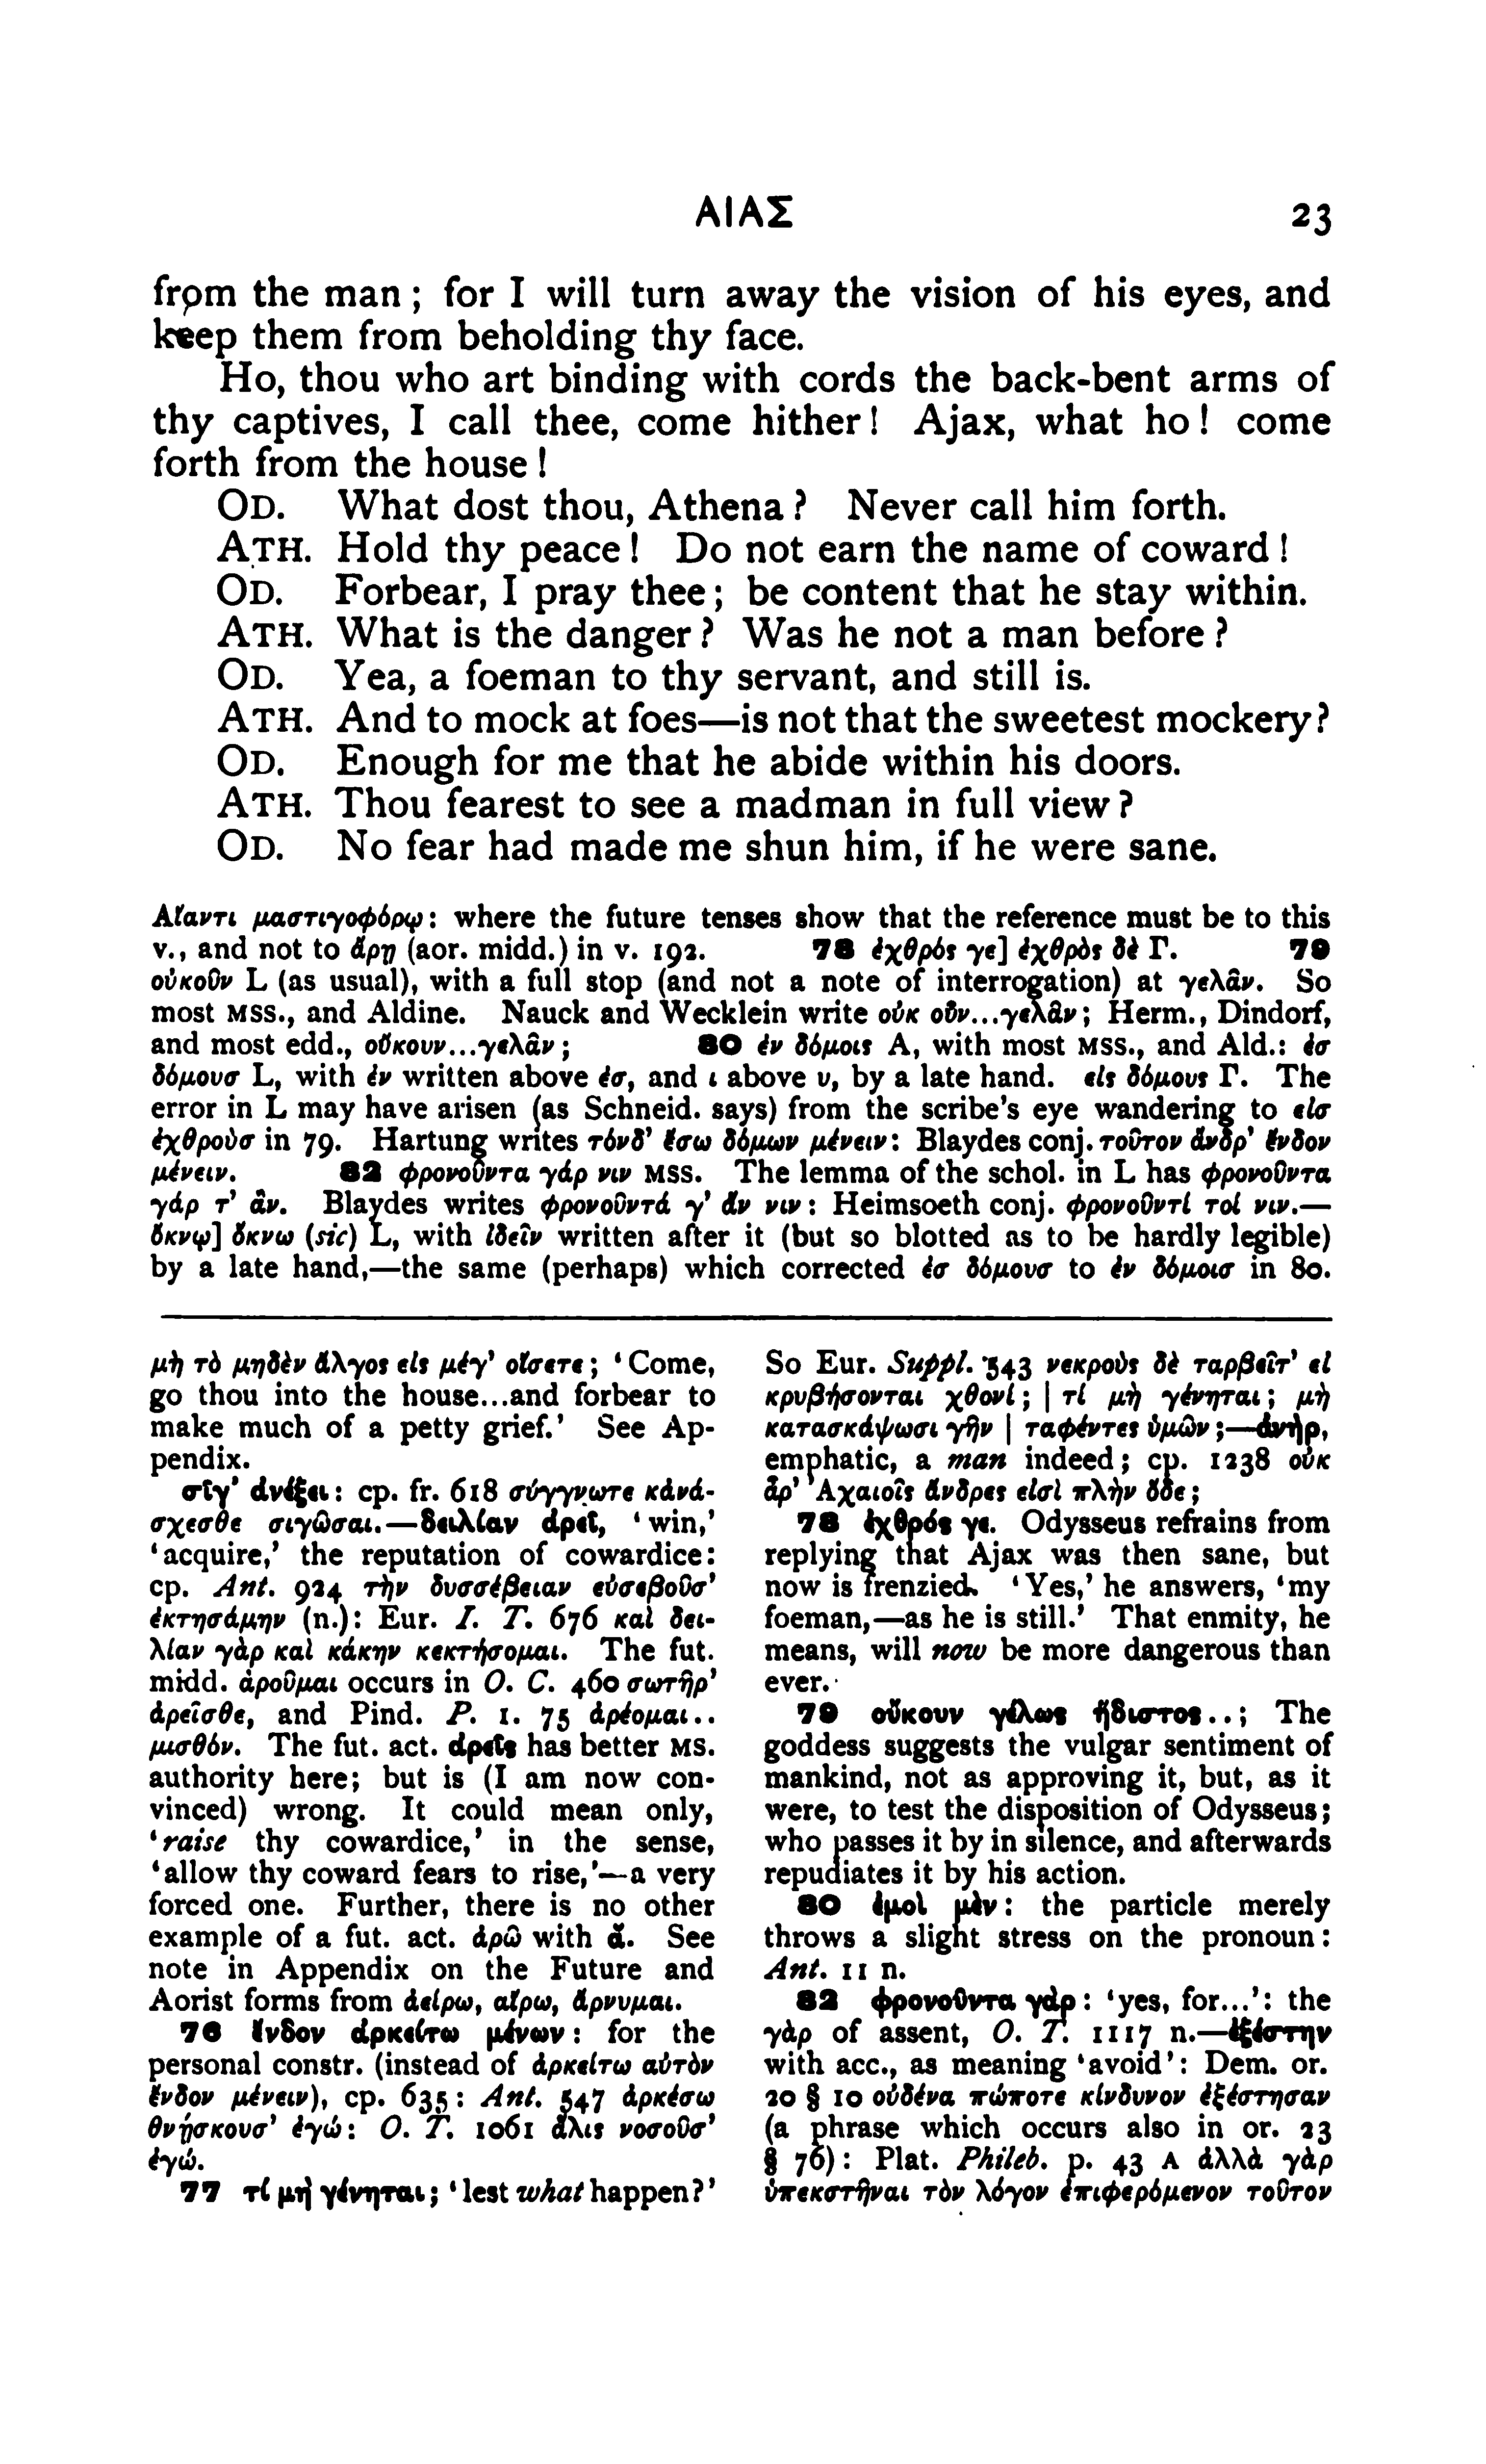 ΑΙΑΣ 23
from the man; for I will turn away the vision of his eyes, and
keep them from beholding thy face.
Ho, thou who art binding with cords the back-bent arms of
thy captives, I call thee, come hither! Ajax, what ho! come
forth from the house!
OD. What dost thou, Athena? Never call him forth.
ATH. Hold thy peace! Do not earn the name of coward!
OD. Forbear, I pray thee; be content that he stay within.
ATH. What is the danger? Was he not a man before?
OD. Yea, a foeman to thy servant, and still is.
ATH. And to mock at foes—is not that the sweetest mockery?
OD. Enough for me that he abide within his doors.
ATH. Thou fearest to see a madman in full view?
OD. No fear had made me shun him, if he were sane.
Αἴαντι μαστιγοφόρῳ: where the future tenses show that the reference must be to this
v., and not to ἄρῃ (aor. midd.) in v. 192. 78 ἐχθρός γε] ἐχθρὸς δὲ Γ. 79
οὐκοῦν L (as usual), with a full stop (and not a note of interrogation) at γελᾶν. So
most MSS., and Aldine. Nauck and Wecklein write οὐκ οὖν...γελᾶν; Herm., Dindorf,
and most edd., οὔκουν...γελᾶν; 80 ἐν δόμοις A, with most MSS., and Ald.: ἐσ
δόμουσ L, with ἐν written above ἐσ, and ι above υ, by a late hand. εἰς δόμους Γ. The
error in L may have arisen (as Schneid. says) from the scribe's eye wandering to εἰσ
ἐχθροὺσ in 79. Hartung writes τόνδ' ἔσω δόμων μένειν: Blaydes conj. τοῦτον ἄνδρ' ἔνδον
μένειν. 82 φρονοῦντα γάρ νιν MSS. The lemma of the schol. in L has φρονοῦντα
γάρ τ' ἂν. Blaydes writes φρονοῦντά γ' ἄν νιν: Heimsoeth conj. φρονοῦντί τοί νιν.—
ὄκνῳ] ὄκνω (sic) L, with ἰδεῖν written after it (but so blotted as to be hardly legible)
by a late hand,—the same (perhaps) which corrected ἐσ δόμουσ to ἐν δόμοισ in 80.
μὴ τὸ μηδὲν ἄλγος εἰς μέγ' οἴσετε; 'Come,
go thou into the house...and forbear to
make much of a petty grief.' See Ap-
pendix.
σῖγ' ἀνέξει: cp. fr. 618 σύγγνωτε κἀνά-
σχεσθε σιγῶσαι.—δειλίαν ἀρεῖ, 'win,'
'acquire,' the reputation of cowardice:
cp. Ant. 924 τὴν δυσσέβειαν εὐσεβοῦσ'
ἐκτησάμην (n.): Eur. I. T. 676 καὶ δει-
λίαν γὰρ καὶ κάκην κεκτήσομαι. The fut.
midd. ἀροῦμαι occurs in O. C. 460 σωτῆρ'
ἀρεῖσθε, and Pind. P. 1. 75 ἀρέομαι..
μισθόν. The fut. act. ἀρεῖς has better MS.
authority here; but is (I am now con-
vinced) wrong. It could mean only,
'raise thy cowardice,' in the sense,
'allow thy coward fears to rise,'—a very
forced one. Further, there is no other
example of a fut. act. ἀρῶ with ᾰ. See
note in Appendix on the Future and
Aorist forms from ἀείρω, αἴρω, ἄρνυμαι.
76 ἔνδον ἀρκείτω μένων: for the
personal constr. (instead of ἀρκείτω αὐτὸν
ἔνδον μένειν), cp. 635: Ant. 547 ἀρκέσω
θνῄσκουσ' ἐγώ: O. T. 1061 ἅλις νοσοῦσ'
ἐγώ.
77 τί μὴ γένηται; 'lest what happen?'
So Eur. Suppl. 543 νεκροὺς δὲ ταρβεῖτ' εἰ
κρυβήσονται χθονί; | τί μὴ γένηται; μὴ
κατασκάψωσι γῆν | ταφέντες ὑμῶν;—ἀνήρ,
emphatic, a man indeed; cp. 1238 οὐκ
ἆρ' Ἀχαιοῖς ἄνδρες εἰσὶ πλὴν ὅδε;
78 ἐχθρός γε. Odysseus refrains from
replying that Ajax was then sane, but
now is frenzied. 'Yes,' he answers, 'my
foeman,—as he is still.' That enmity, he
means, will now be more dangerous than
ever.
79 οὔκουν γέλως ἥδιστος..; The
goddess suggests the vulgar sentiment of
mankind, not as approving it, but, as it
were, to test the disposition of Odysseus;
who passes it by in silence, and afterwards
repudiates it by his action.
80 ἐμοὶ μὲν: the particle merely
throws a slight stress on the pronoun:
Ant. 11 n.
82 φρονοῦντα γάρ: 'yes, for...': the
γὰρ of assent, O. T. 1117 n.—ἐξέστην
with acc., as meaning 'avoid': Dem. or.
20 § 10 οὐδένα πώποτε κίνδυνον ἐξέστησαν
(a phrase which occurs also in or. 23
§ 76): Plat. Phileb. p. 43 A ἀλλὰ γὰρ
ὑπεκστῆναι τὸν λόγον ἐπιφερόμενον τοῦτον